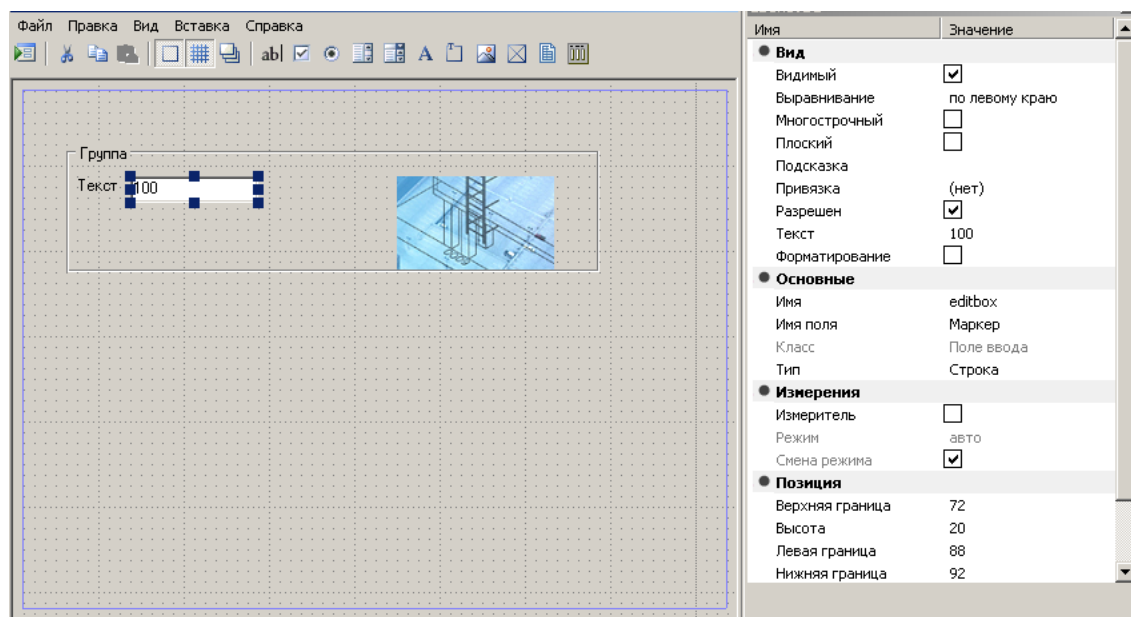 Файл Правка Вид Вставка Справка
ab| A
Группа
Текст 100
2009
Имя Значение
Вид
Видимый
Выравнивание по левому краю
Многострочный
Плоский
Подсказка
Привязка (нет)
Разрешен
Текст 100
Форматирование
Основные
Имя editbox
Имя поля Маркер
Класс Поле ввода
Тип Строка
Измерения
Измеритель
Режим авто
Смена режима
Позиция
Верхняя граница 72
Высота 20
Левая граница 88
Нижняя граница 92